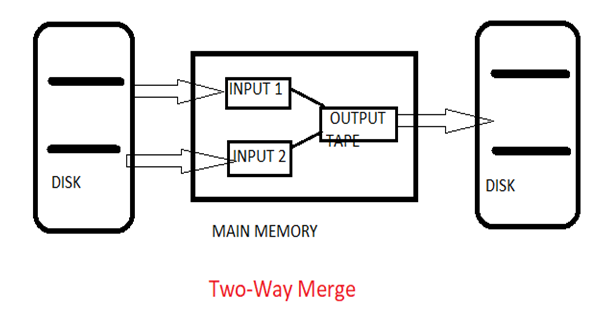 INPUT 1
OUTPUT
TAPE
INPUT 2
DISK
DISK
MAIN MEMORY
Two-Way Merge